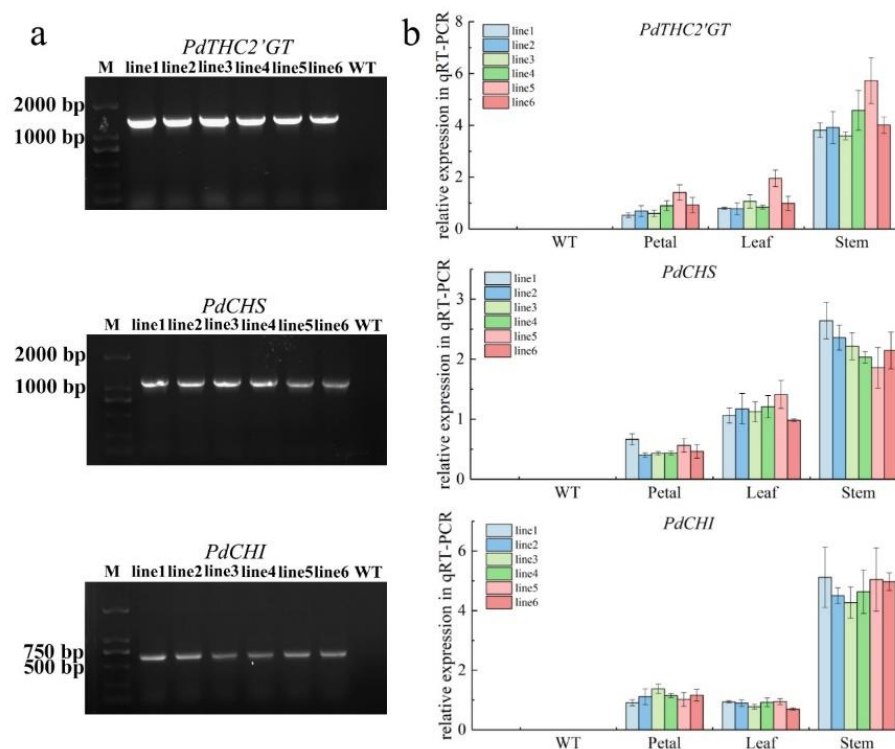 a
PdTHC2'GT
M line1 line2 line3 line4 line5 line6 WT
2000 bp
1000 bp
PdCHS
M line1 line2 line3 line4 line5 line6 WT
2000 bp
1000 bp
PdCHI
M line1 line2 line3 line4 line5 line6 WT
750 bp
500 bp
b
PdTHC2'GT
relative expression in qRT-PCR
8
6
4
2
0
line1
line2
line3
line4
line5
line6
WT Petal Leaf Stem
PdCHS
relative expression in qRT-PCR
3
2
1
0
line1
line2
line3
line4
line5
line6
WT Petal Leaf Stem
PdCHI
relative expression in qRT-PCR
6
4
2
0
line1
line2
line3
line4
line5
line6
WT Petal Leaf Stem